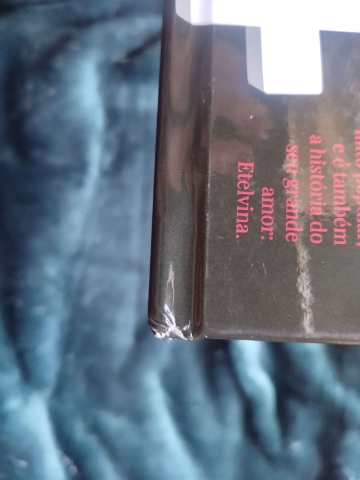 e é também
a história do
seu grande
amor:
Etelvina.